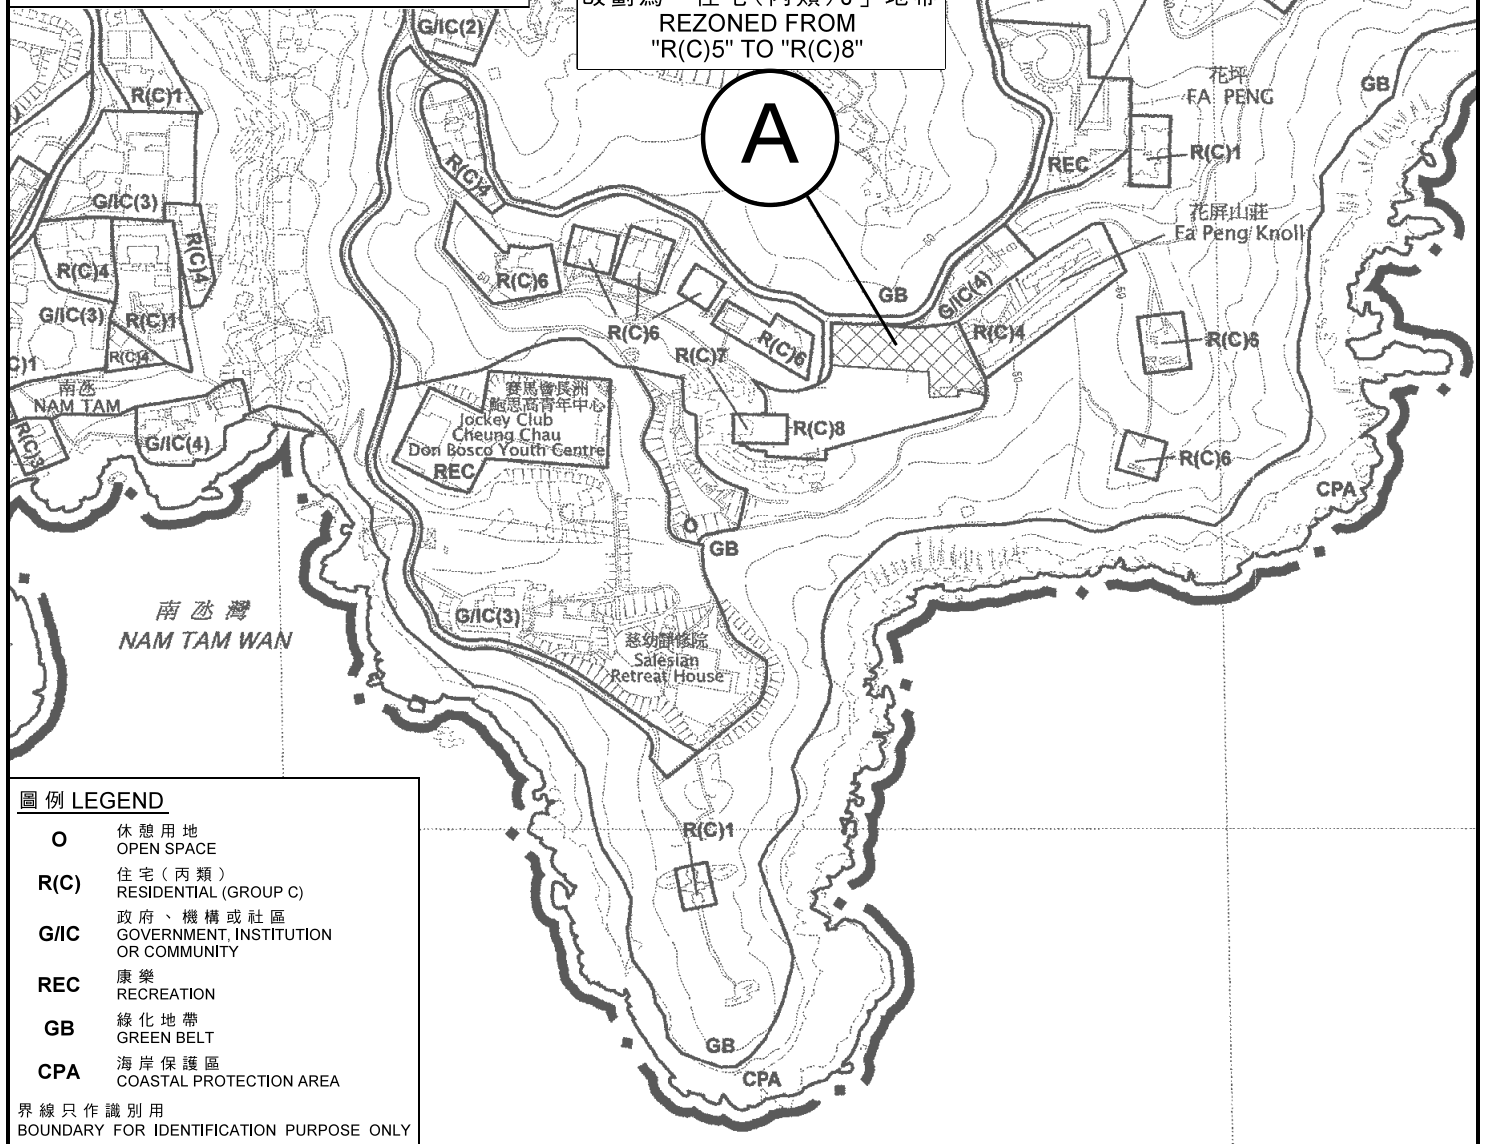 REZONED FROM
"R(C)5" TO "R(C)8"
A
G/IC(2)
R(C)1
花坪
FA PENG
GB
R(C)4
REC
R(C)1
G/IC(3)
R(C)4
花屏山莊
Fa Peng Knoll
R(C)4
R(C)6
GB
G/IC(4)
G/IC(3)
R(C)1
R(C)6
R(C)7
R(C)6
R(C)4
R(C)6
R(C)4
C)1
南氹
NAM TAM
賽馬會長洲
鮑思高青年中心
Jockey Club
Cheung Chau
Don Bosco Youth Centre
REC
R(C)8
R(C)3
G/IC(4)
R(C)6
CPA
O
GB
南氹灣
NAM TAM WAN
G/IC(3)
慈幼靜修院
Salesian
Retreat House
R(C)1
GB
CPA
圖例 LEGEND
O 休憩用地
OPEN SPACE
R(C) 住宅(丙類)
RESIDENTIAL (GROUP C)
G/IC 政府、機構或社區
GOVERNMENT, INSTITUTION
OR COMMUNITY
REC 康樂
RECREATION
GB 綠化地帶
GREEN BELT
CPA 海岸保護區
COASTAL PROTECTION AREA
界線只作識別用
BOUNDARY FOR IDENTIFICATION PURPOSE ONLY